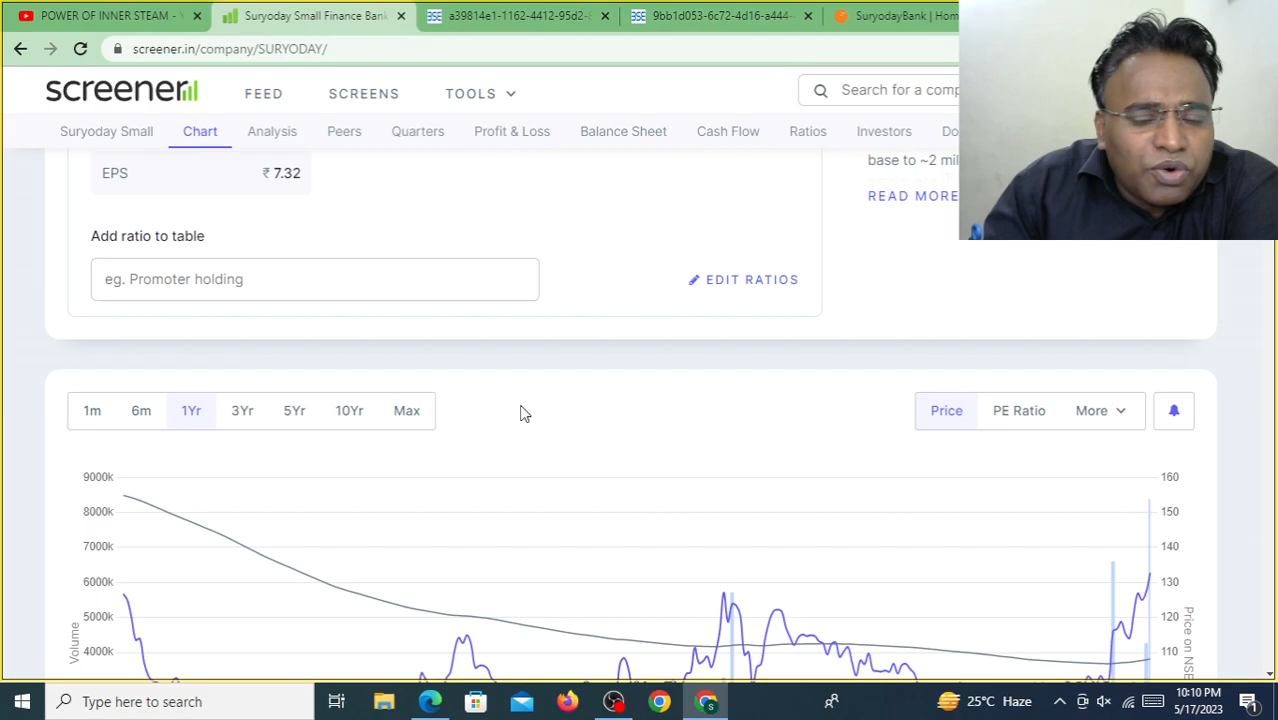 POWER OF INNER STEAM - Y
Suryoday Small Finance Bank
a39814e1-1162-4412-95d2-8
9bb1d053-6c72-4d16-a444-
SuryodayBank | Hom
screener.in/company/SURYODAY/
screener
FEED
SCREENS
TOOLS
Search for a comp
Suryoday Small
Chart
Analysis
Peers
Quarters
Profit & Loss
Balance Sheet
Cash Flow
Ratios
Investors
Do
EPS
₹ 7.32
base to ~2 mil
READ MORE
Add ratio to table
eg. Promoter holding
EDIT RATIOS
1m 6m 1Yr 3Yr 5Yr 10Yr Max
Price PE Ratio More
9000k 160
8000k 150
7000k 140
6000k 130
5000k 120
4000k 110
Volume
Price on NSE
Type here to search
25°C Haze
10:10 PM
5/17/2023
1